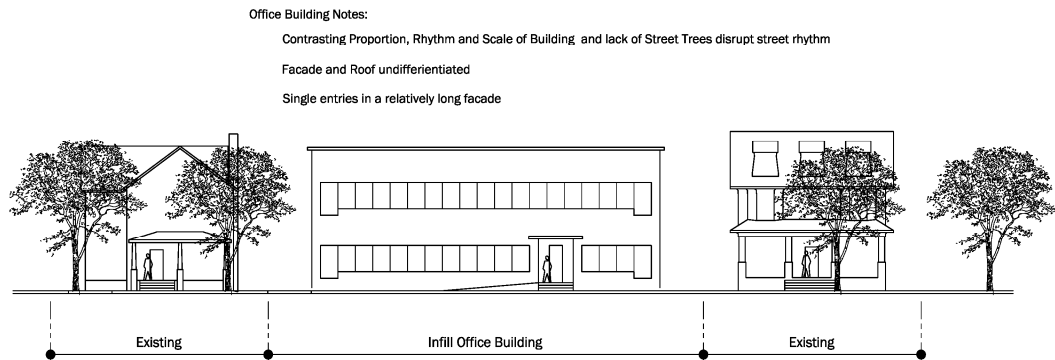 Office Building Notes:
Contrasting Proportion, Rhythm and Scale of Building and lack of Street Trees disrupt street rhythm
Facade and Roof undifierentiated
Single entries in a relatively long facade
Existing
Infill Office Building
Existing